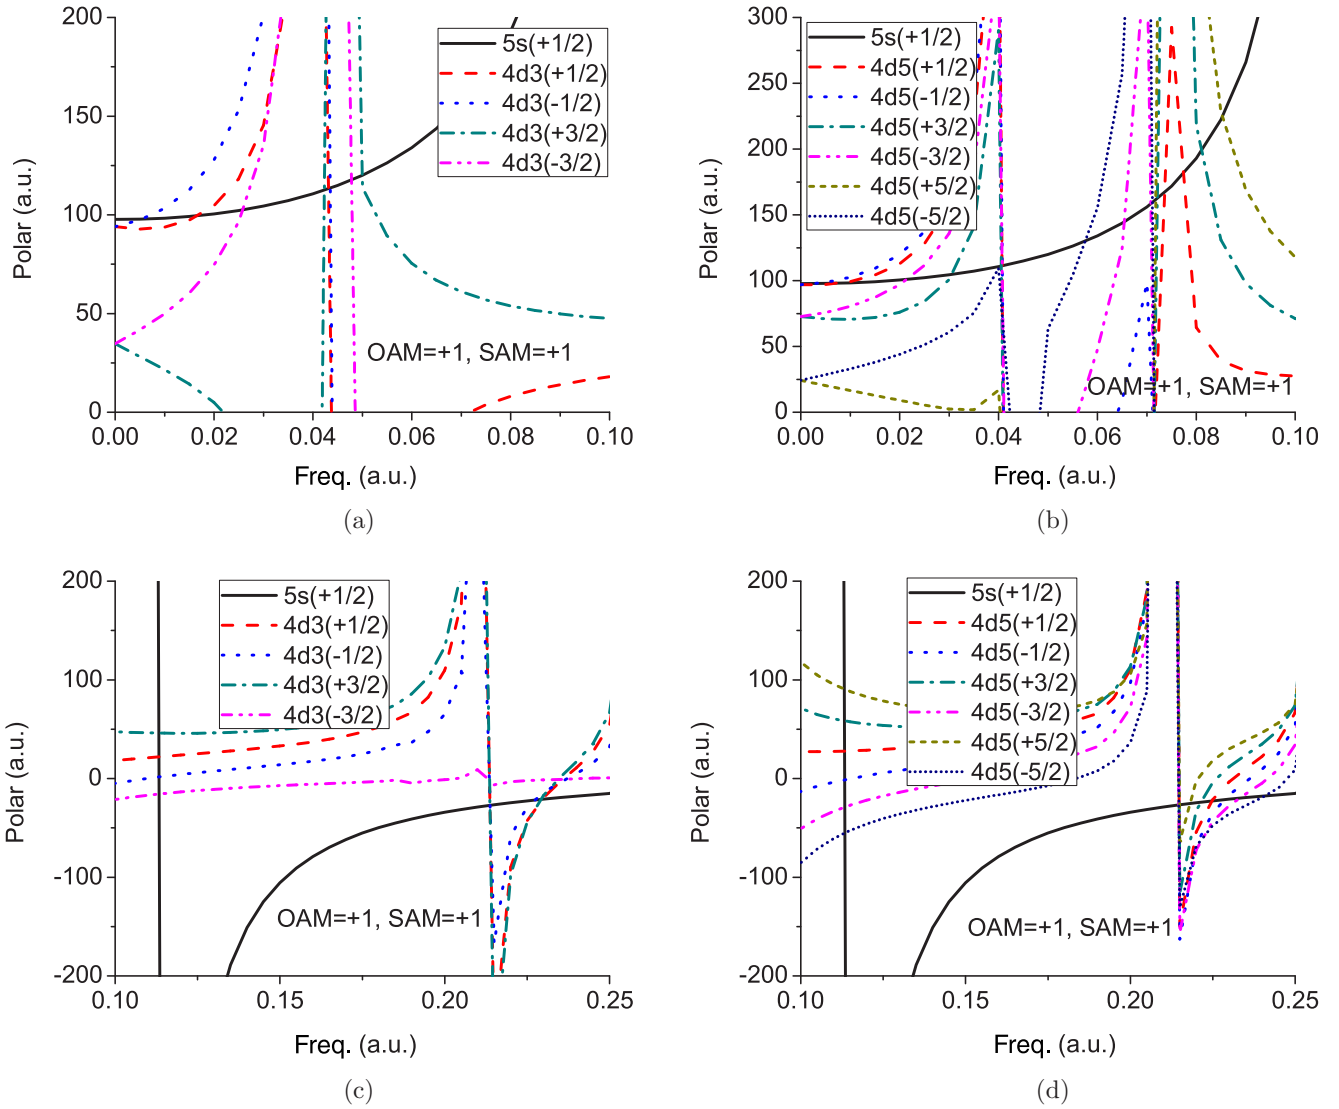 200
150
100
50
0
0.00 0.02 0.04 0.06 0.08 0.10
Polar (a.u.)
Freq. (a.u.)
5s(+1/2)
4d3(+1/2)
4d3(-1/2)
4d3(+3/2)
4d3(-3/2)
OAM=+1, SAM=+1
(a)
300
250
200
150
100
50
0
0.00 0.02 0.04 0.06 0.08 0.10
Polar (a.u.)
Freq. (a.u.)
5s(+1/2)
4d5(+1/2)
4d5(-1/2)
4d5(+3/2)
4d5(-3/2)
4d5(+5/2)
4d5(-5/2)
OAM=+1, SAM=+1
(b)
200
100
0
-100
-200
0.10 0.15 0.20 0.25
Polar (a.u.)
Freq. (a.u.)
5s(+1/2)
4d3(+1/2)
4d3(-1/2)
4d3(+3/2)
4d3(-3/2)
OAM=+1, SAM=+1
(c)
200
100
0
-100
-200
0.10 0.15 0.20 0.25
Polar (a.u.)
Freq. (a.u.)
5s(+1/2)
4d5(+1/2)
4d5(-1/2)
4d5(+3/2)
4d5(-3/2)
4d5(+5/2)
4d5(-5/2)
OAM=+1, SAM=+1
(d)